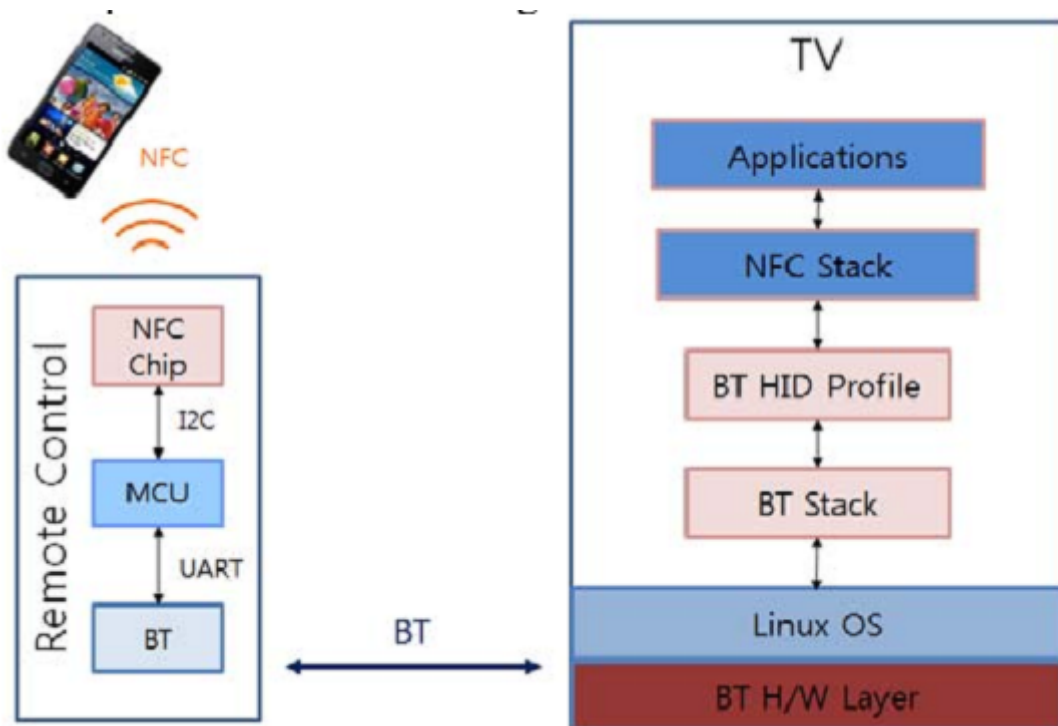 NFC
Remote Control
NFC
Chip
I2C
MCU
UART
BT
BT
TV
Applications
NFC Stack
BT HID Profile
BT Stack
Linux OS
BT H/W Layer